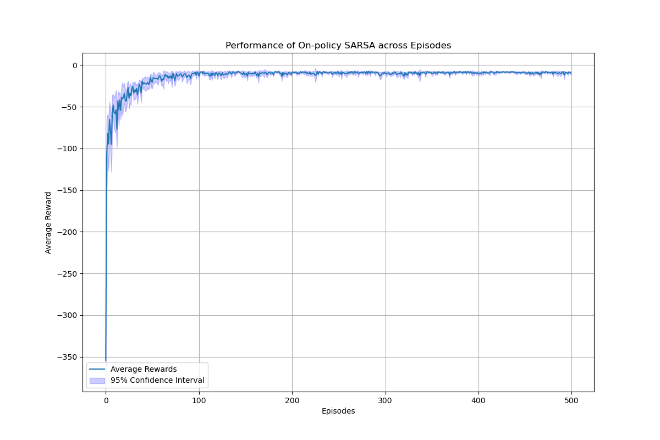 Performance of On-policy SARSA across Episodes
0
−50
−100
−150
−200
−250
−300
−350
Average Reward
Average Rewards
95% Confidence Interval
0
100
200
300
400
500
Episodes